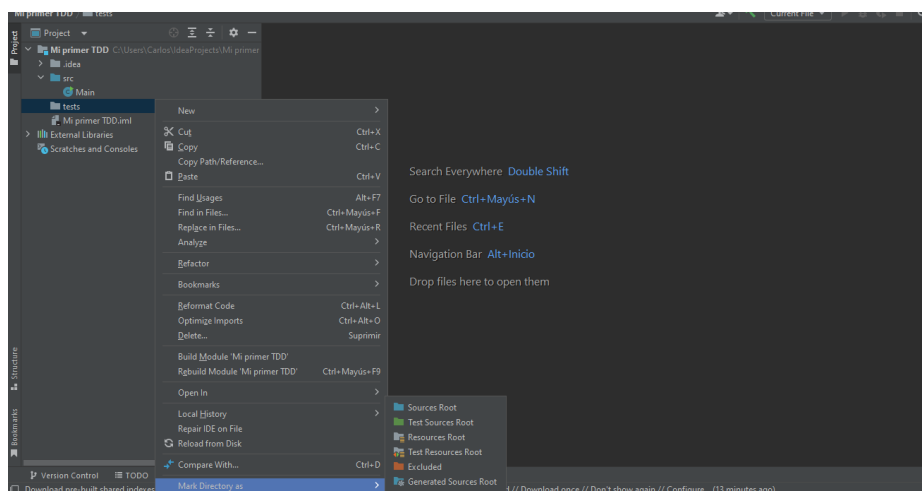 Mi primer TDD / tests
Current File
Project
Project
Mi primer TDD C:\Users\Carlos\IdeaProjects\Mi primer
.idea
src
Main
tests
Mi primer TDD.iml
External Libraries
Scratches and Consoles
New
Cut Ctrl+X
Copy Ctrl+C
Copy Path/Reference...
Paste Ctrl+V
Find Usages Alt+F7
Find in Files... Ctrl+Mayús+F
Replace in Files... Ctrl+Mayús+R
Analyze
Refactor
Bookmarks
Reformat Code Ctrl+Alt+L
Optimize Imports Ctrl+Alt+O
Delete... Suprimir
Build Module 'Mi primer TDD'
Rebuild Module 'Mi primer TDD' Ctrl+Mayús+F9
Open In
Local History
Repair IDE on File
Reload from Disk
Compare With... Ctrl+D
Mark Directory as
Sources Root
Test Sources Root
Resources Root
Test Resources Root
Excluded
Generated Sources Root
Search Everywhere Double Shift
Go to File Ctrl+Mayús+N
Recent Files Ctrl+E
Navigation Bar Alt+Inicio
Drop files here to open them
Structure
Bookmarks
Version Control TODO
Download pre-built shared indexes
// Download once // Don't show again // Configure... (13 minutes ago)